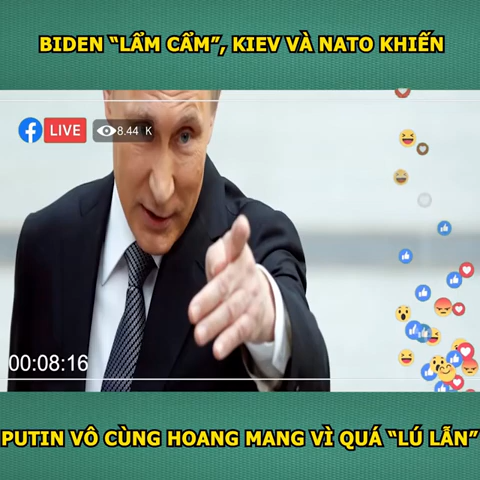 BIDEN “LẨM CẨM”, KIEV VÀ NATO KHIẾN
LIVE 8.44 K
00:08:16
PUTIN VÔ CÙNG HOANG MANG VÌ QUÁ “LÚ LẪN”